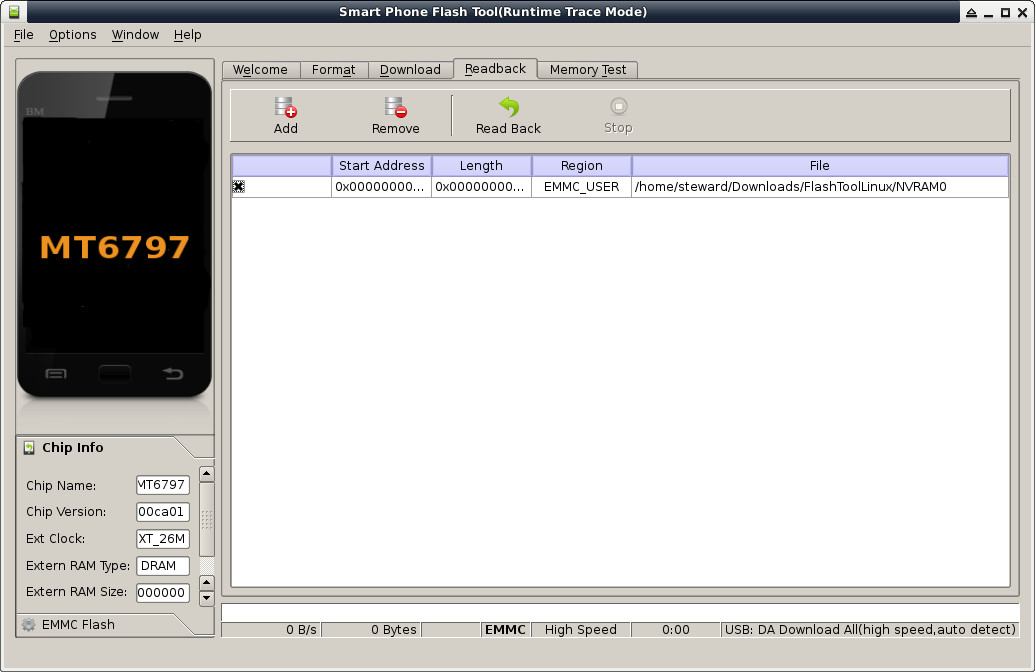 Smart Phone Flash Tool(Runtime Trace Mode)
File Options Window Help
Welcome Format Download Readback Memory Test
BM
Add Remove Read Back Stop
Start Address Length Region File
0x00000000... 0x00000000... EMMC_USER /home/steward/Downloads/FlashToolLinux/NVRAM0
MT6797
Chip Info
Chip Name: MT6797
Chip Version: 00ca01
Ext Clock: XT_26M
Extern RAM Type: DRAM
Extern RAM Size: 000000
EMMC Flash
0 B/s 0 Bytes EMMC High Speed 0:00 USB: DA Download All(high speed,auto detect)